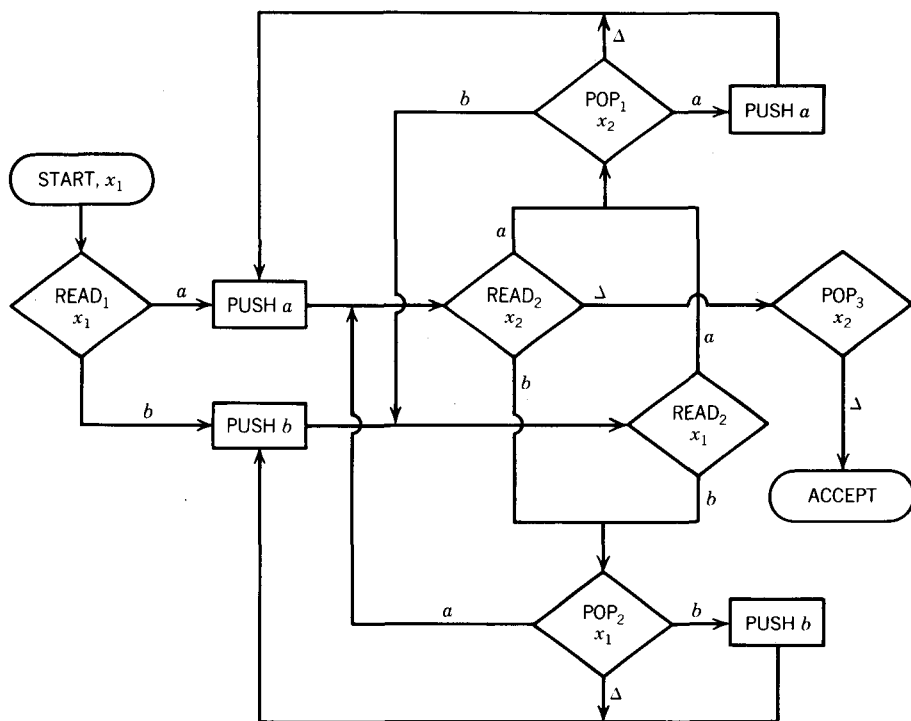 Δ
b
POP₁
x₂
a
PUSH a
START, x₁
a
READ₁
x₁
a
PUSH a
READ₂
x₂
Δ
POP₃
x₂
a
b
READ₂
x₁
Δ
b
PUSH b
b
ACCEPT
a
POP₂
x₁
b
PUSH b
Δ